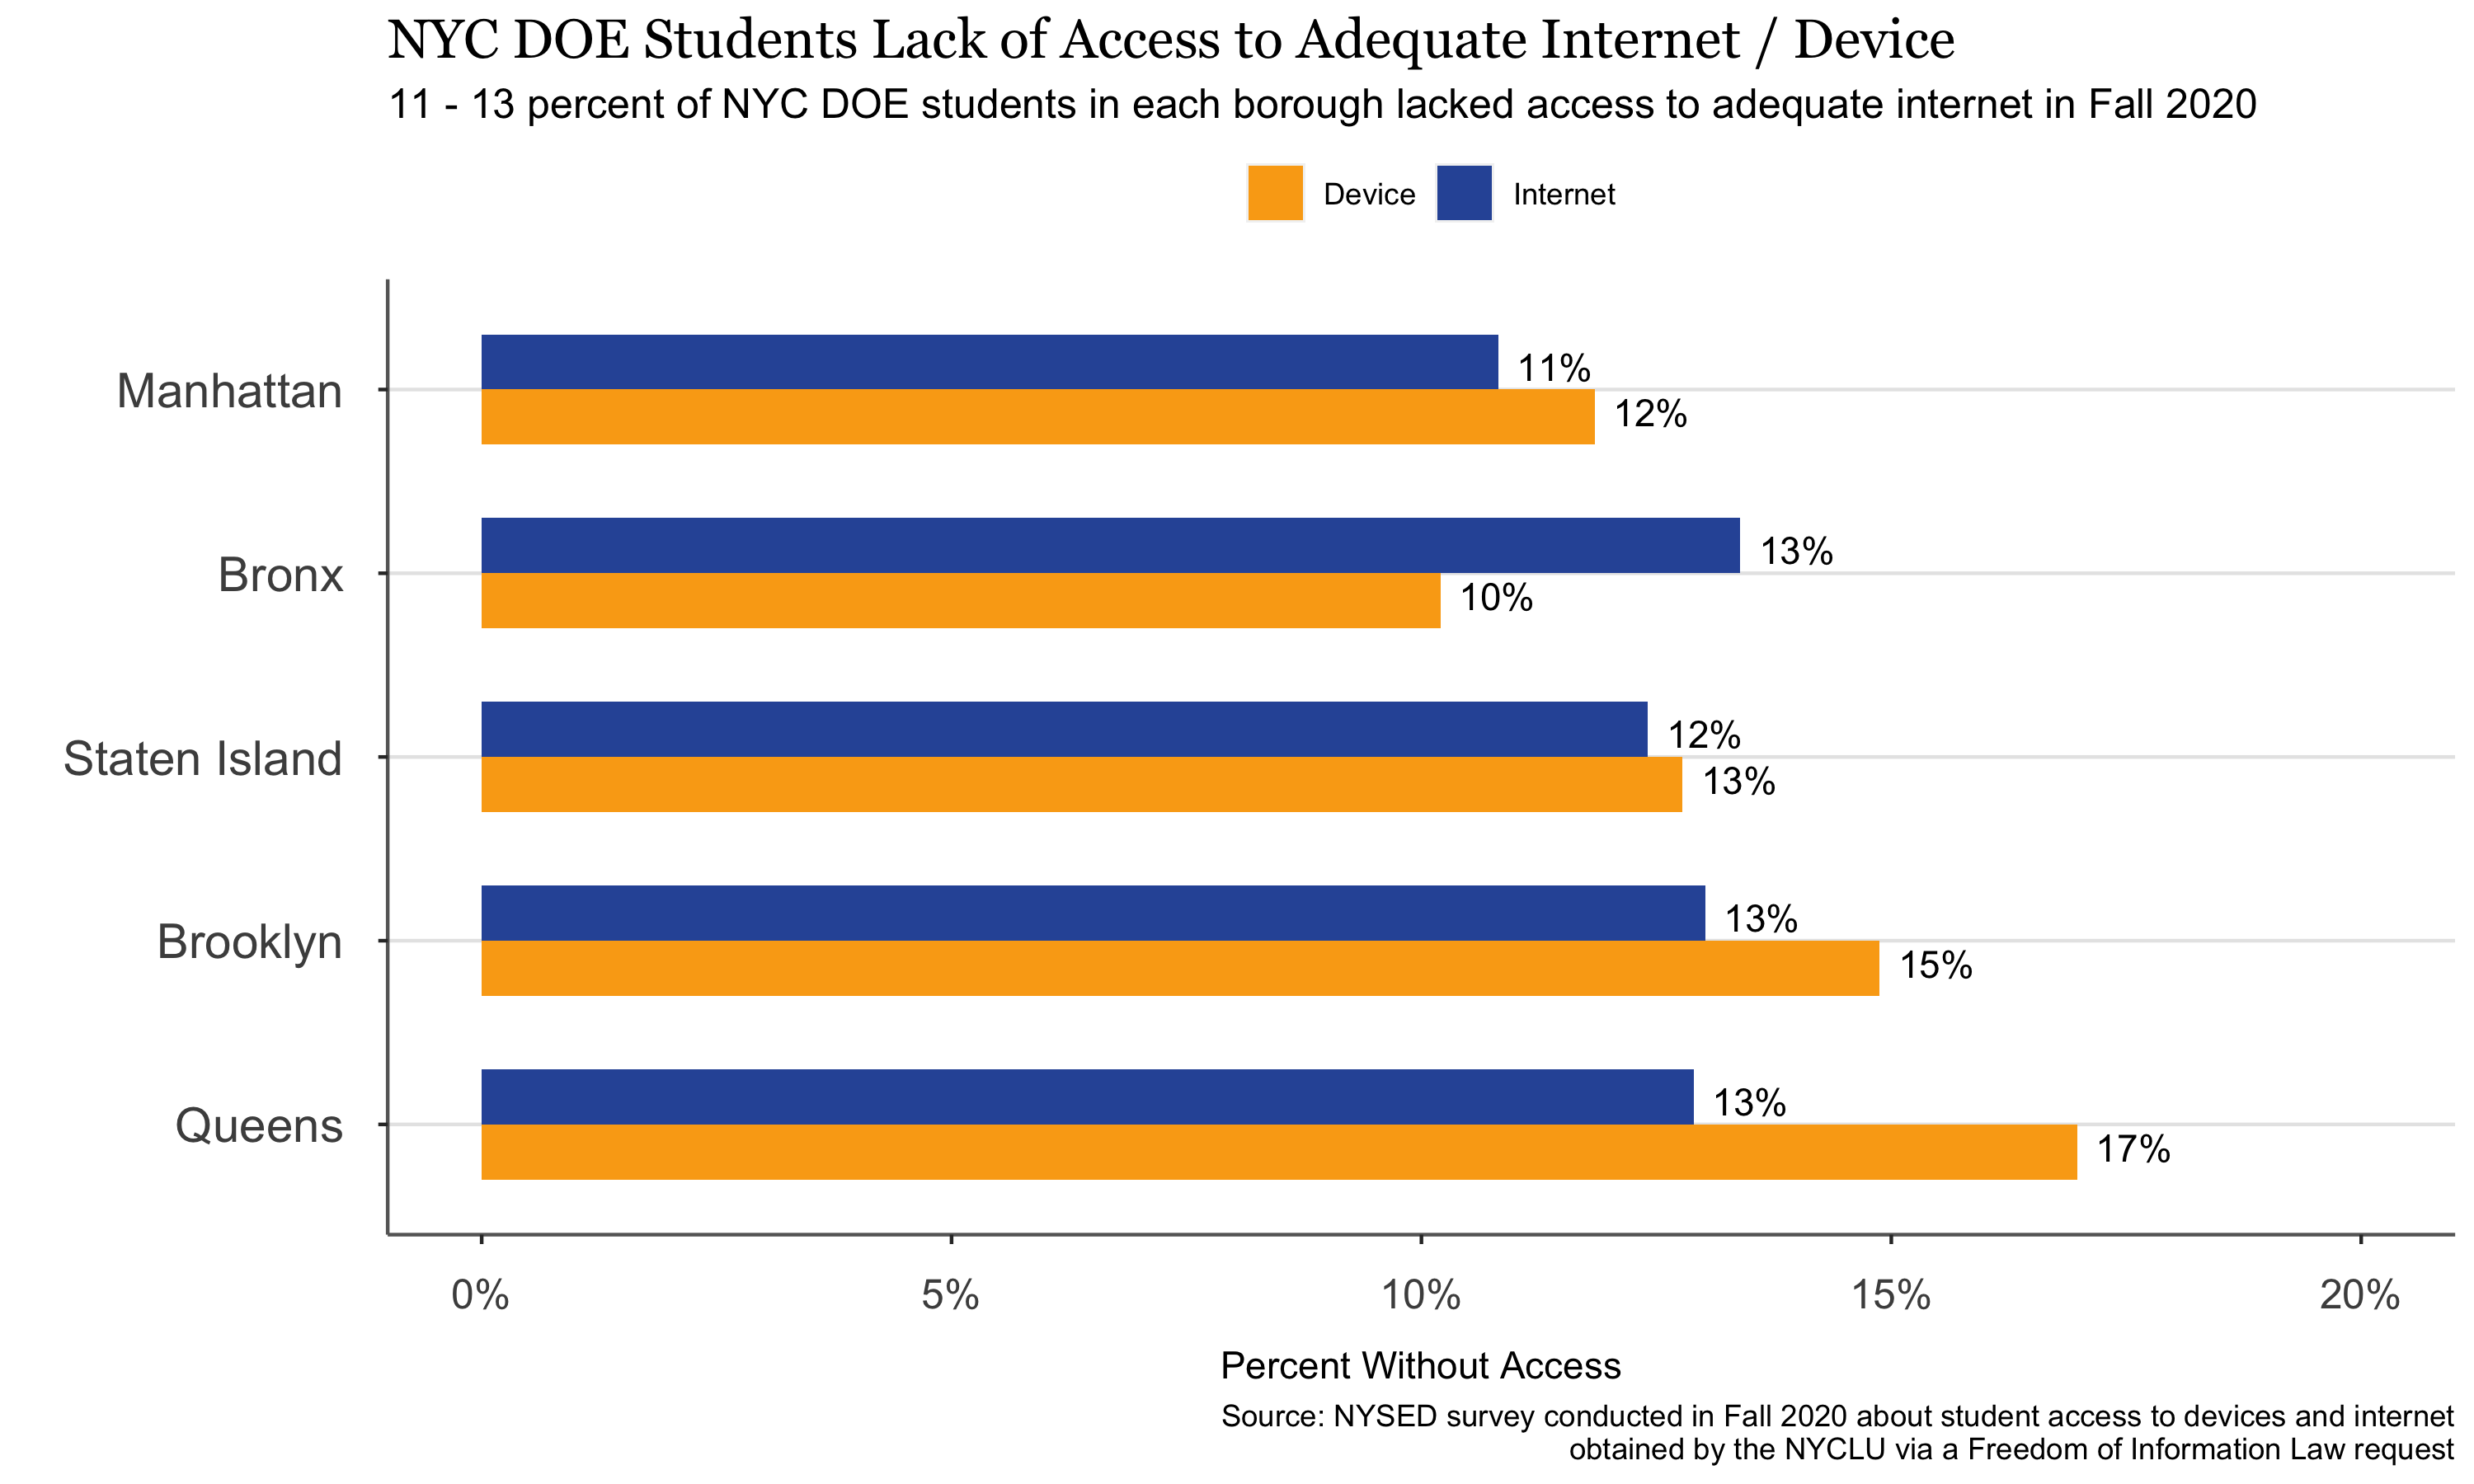 NYC DOE Students Lack of Access to Adequate Internet / Device
11 - 13 percent of NYC DOE students in each borough lacked access to adequate internet in Fall 2020
Device Internet
Manhattan
11%
12%
Bronx
13%
10%
Staten Island
12%
13%
Brooklyn
13%
15%
Queens
13%
17%
0% 5% 10% 15% 20%
Percent Without Access
Source: NYSED survey conducted in Fall 2020 about student access to devices and internet
obtained by the NYCLU via a Freedom of Information Law request